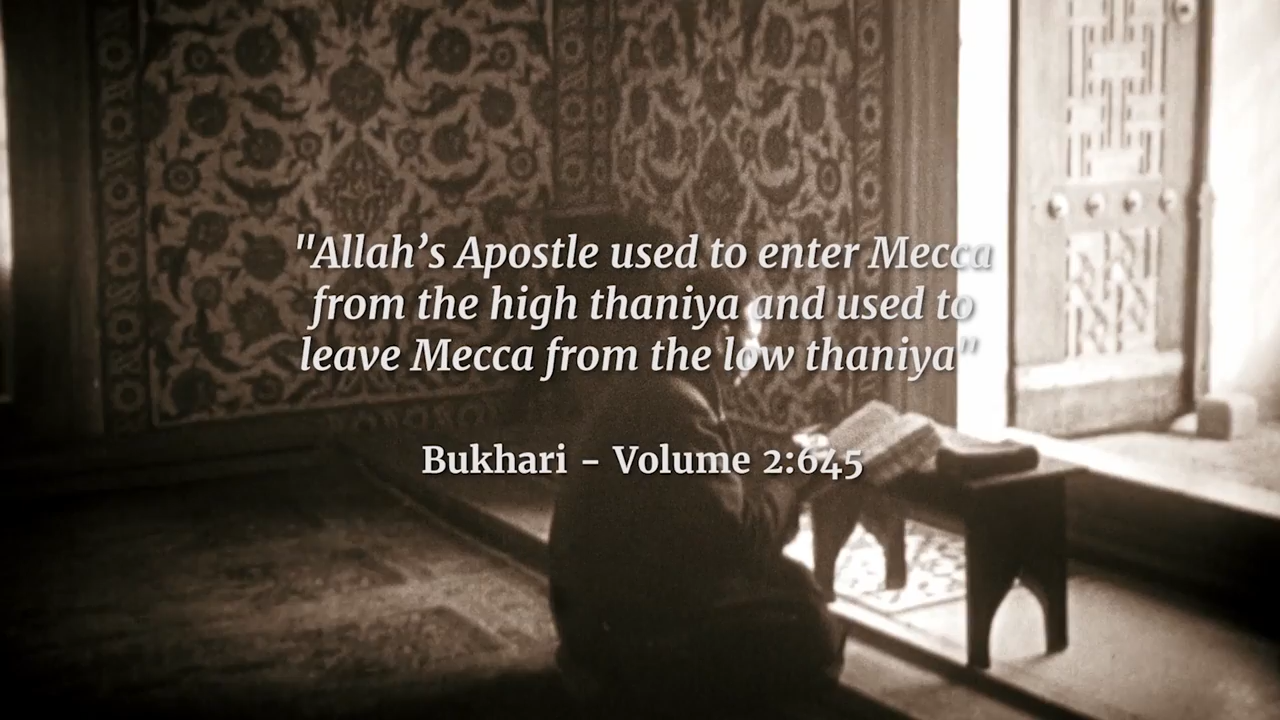 "Allah’s Apostle used to enter Mecca
from the high thaniya and used to
leave Mecca from the low thaniya"
Bukhari - Volume 2:645